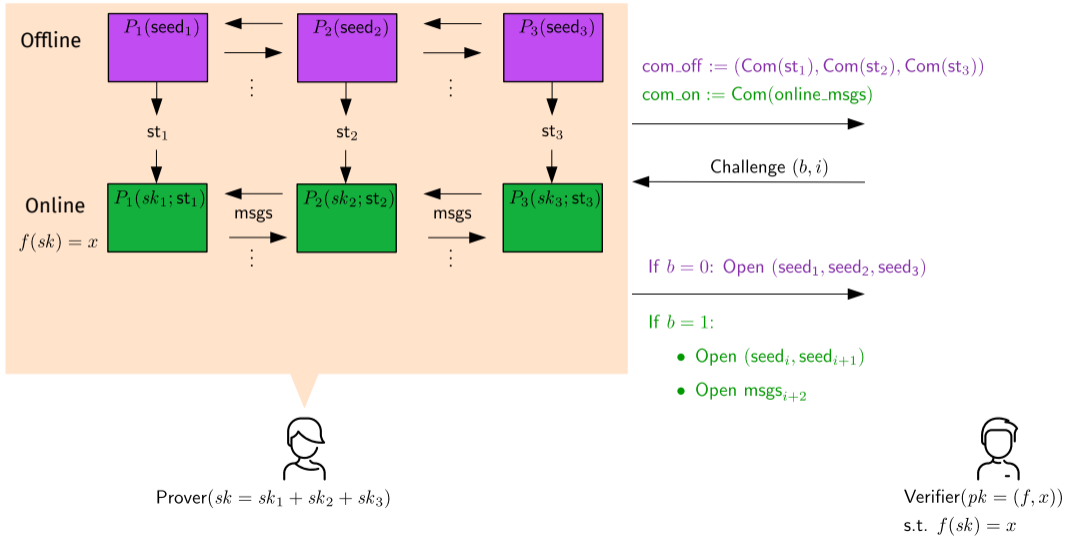 Offline
P₁(seed₁)
P₂(seed₂)
P₃(seed₃)
⋮
⋮
st₁
st₂
st₃
Online
f(sk) = x
P₁(sk₁; st₁)
P₂(sk₂; st₂)
P₃(sk₃; st₃)
msgs
msgs
⋮
⋮
com_off := (Com(st₁), Com(st₂), Com(st₃))
com_on := Com(online_msgs)
Challenge (b, i)
If b = 0: Open (seed₁, seed₂, seed₃)
If b = 1:
• Open (seedᵢ, seedᵢ₊₁)
• Open msgsᵢ₊₂
Prover(sk = sk₁ + sk₂ + sk₃)
Verifier(pk = (f, x))
s.t. f(sk) = x